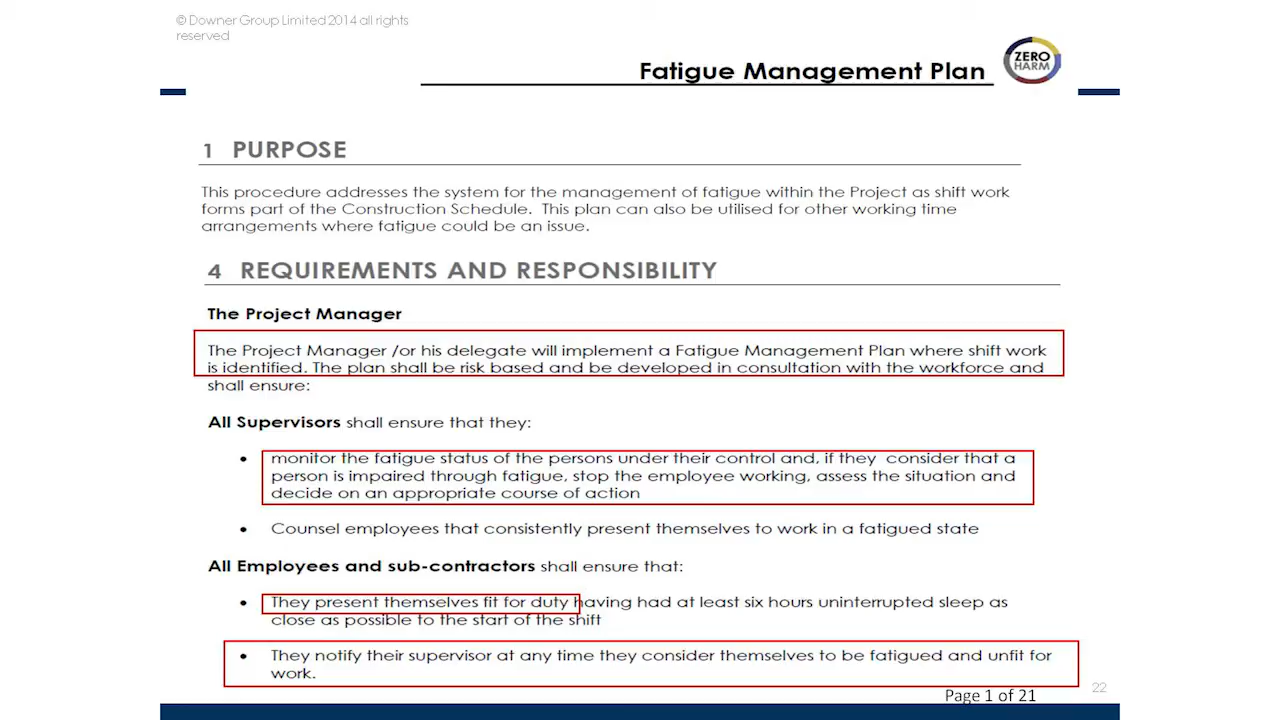 © Downer Group Limited 2014 all rights
reserved
Fatigue Management Plan
ZERO
HARM
1 PURPOSE
This procedure addresses the system for the management of fatigue within the Project as shift work
forms part of the Construction Schedule. This plan can also be utilised for other working time
arrangements where fatigue could be an issue.
4 REQUIREMENTS AND RESPONSIBILITY
The Project Manager
The Project Manager /or his delegate will implement a Fatigue Management Plan where shift work
is identified. The plan shall be risk based and be developed in consultation with the workforce and
shall ensure:
All Supervisors shall ensure that they:
• monitor the fatigue status of the persons under their control and, if they consider that a
person is impaired through fatigue, stop the employee working, assess the situation and
decide on an appropriate course of action
• Counsel employees that consistently present themselves to work in a fatigued state
All Employees and sub-contractors shall ensure that:
• They present themselves fit for duty having had at least six hours uninterrupted sleep as
close as possible to the start of the shift
• They notify their supervisor at any time they consider themselves to be fatigued and unfit for
work.
22
Page 1 of 21